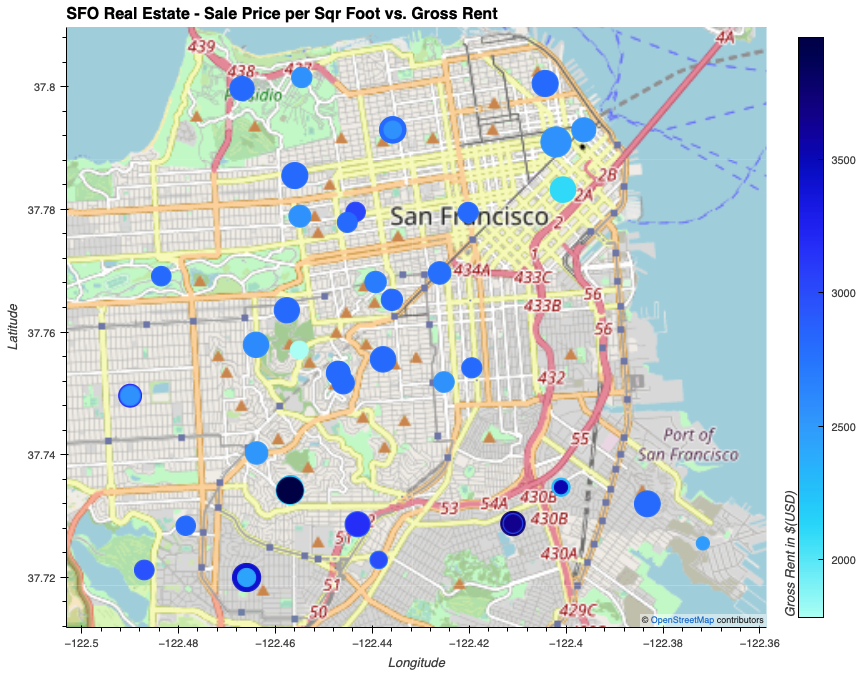 SFO Real Estate - Sale Price per Sqr Foot vs. Gross Rent
439
438
437
4A
Presidio
37.8
3500
37.78
2B
2A
San Francisco
2
1
434A
433C
3000
56
433B
37.76
56
Latitude
432
2500
37.74
55
Port of
San Francisco
430B
54A
53
430B
430A
2000
37.72
51
50
429C
Gross Rent in $(USD)
© OpenStreetMap contributors
−122.5
−122.48
−122.46
−122.44
−122.42
−122.4
−122.38
−122.36
Longitude